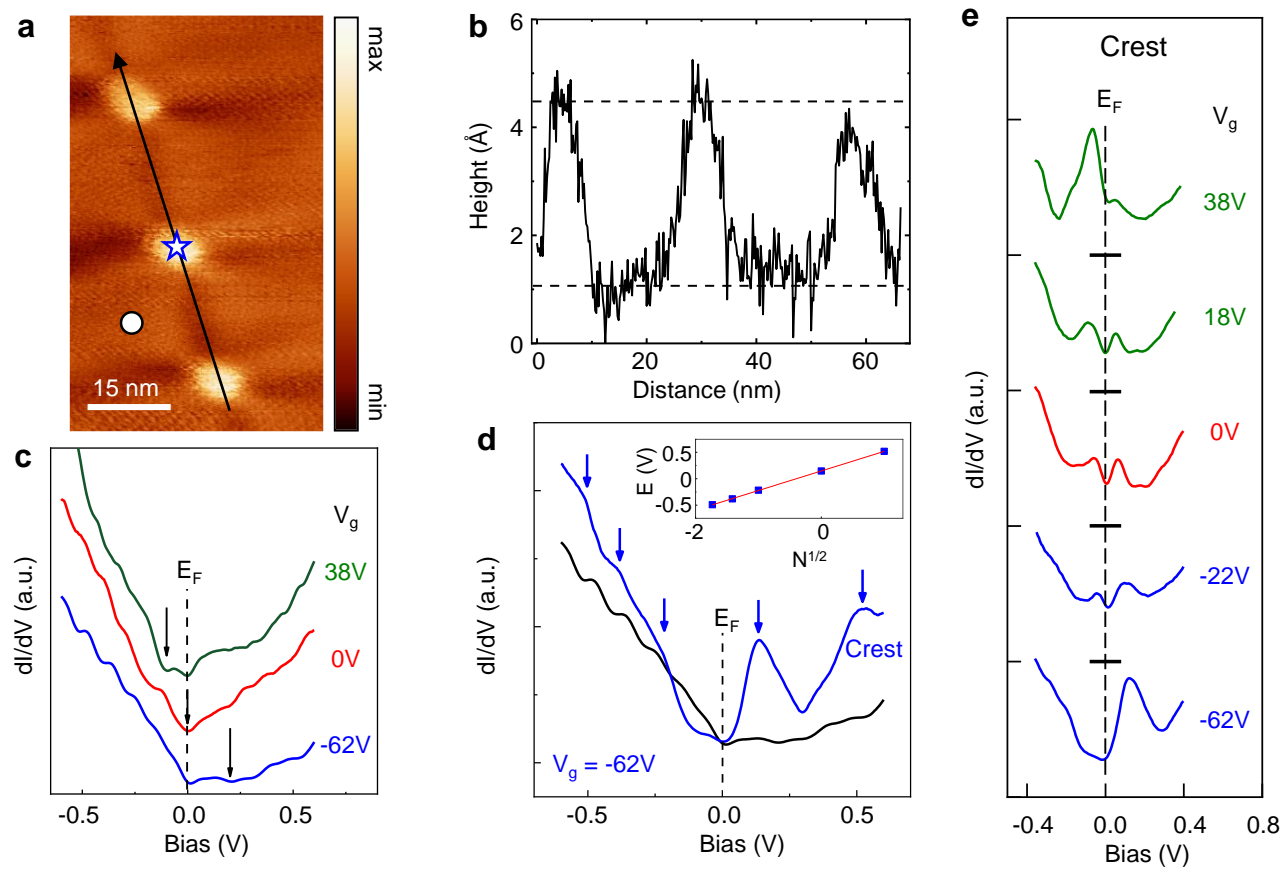 a
max
min
15 nm
b
Height (Å)
6
4
2
0
0 20 40 60
Distance (nm)
c
dI/dV (a.u.)
V_g
E_F
38V
0V
-62V
-0.5 0.0 0.5
Bias (V)
d
dI/dV (a.u.)
E (V)
0.5
0
-0.5
-2 0
N^{1/2}
E_F
Crest
V_g = -62V
-0.5 0.0 0.5
Bias (V)
e
Crest
E_F
V_g
38V
18V
0V
-22V
-62V
dI/dV (a.u.)
-0.4 0.0 0.4 0.8
Bias (V)